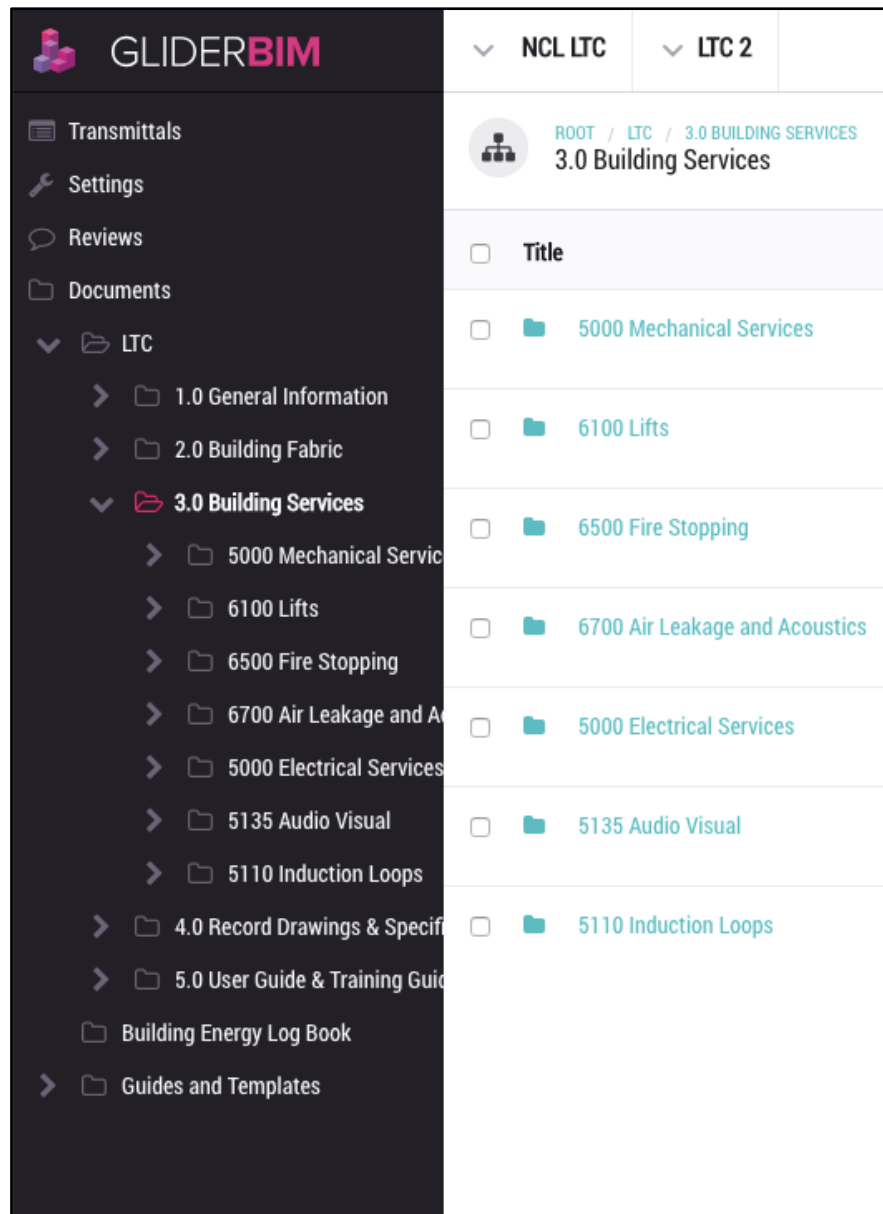 GLIDERBIM
NCL LTC
LTC 2
Transmittals
Settings
Reviews
Documents
LTC
1.0 General Information
2.0 Building Fabric
3.0 Building Services
5000 Mechanical Servic
6100 Lifts
6500 Fire Stopping
6700 Air Leakage and A
5000 Electrical Services
5135 Audio Visual
5110 Induction Loops
4.0 Record Drawings & Specifi
5.0 User Guide & Training Guid
Building Energy Log Book
Guides and Templates
ROOT / LTC / 3.0 BUILDING SERVICES
3.0 Building Services
Title
5000 Mechanical Services
6100 Lifts
6500 Fire Stopping
6700 Air Leakage and Acoustics
5000 Electrical Services
5135 Audio Visual
5110 Induction Loops